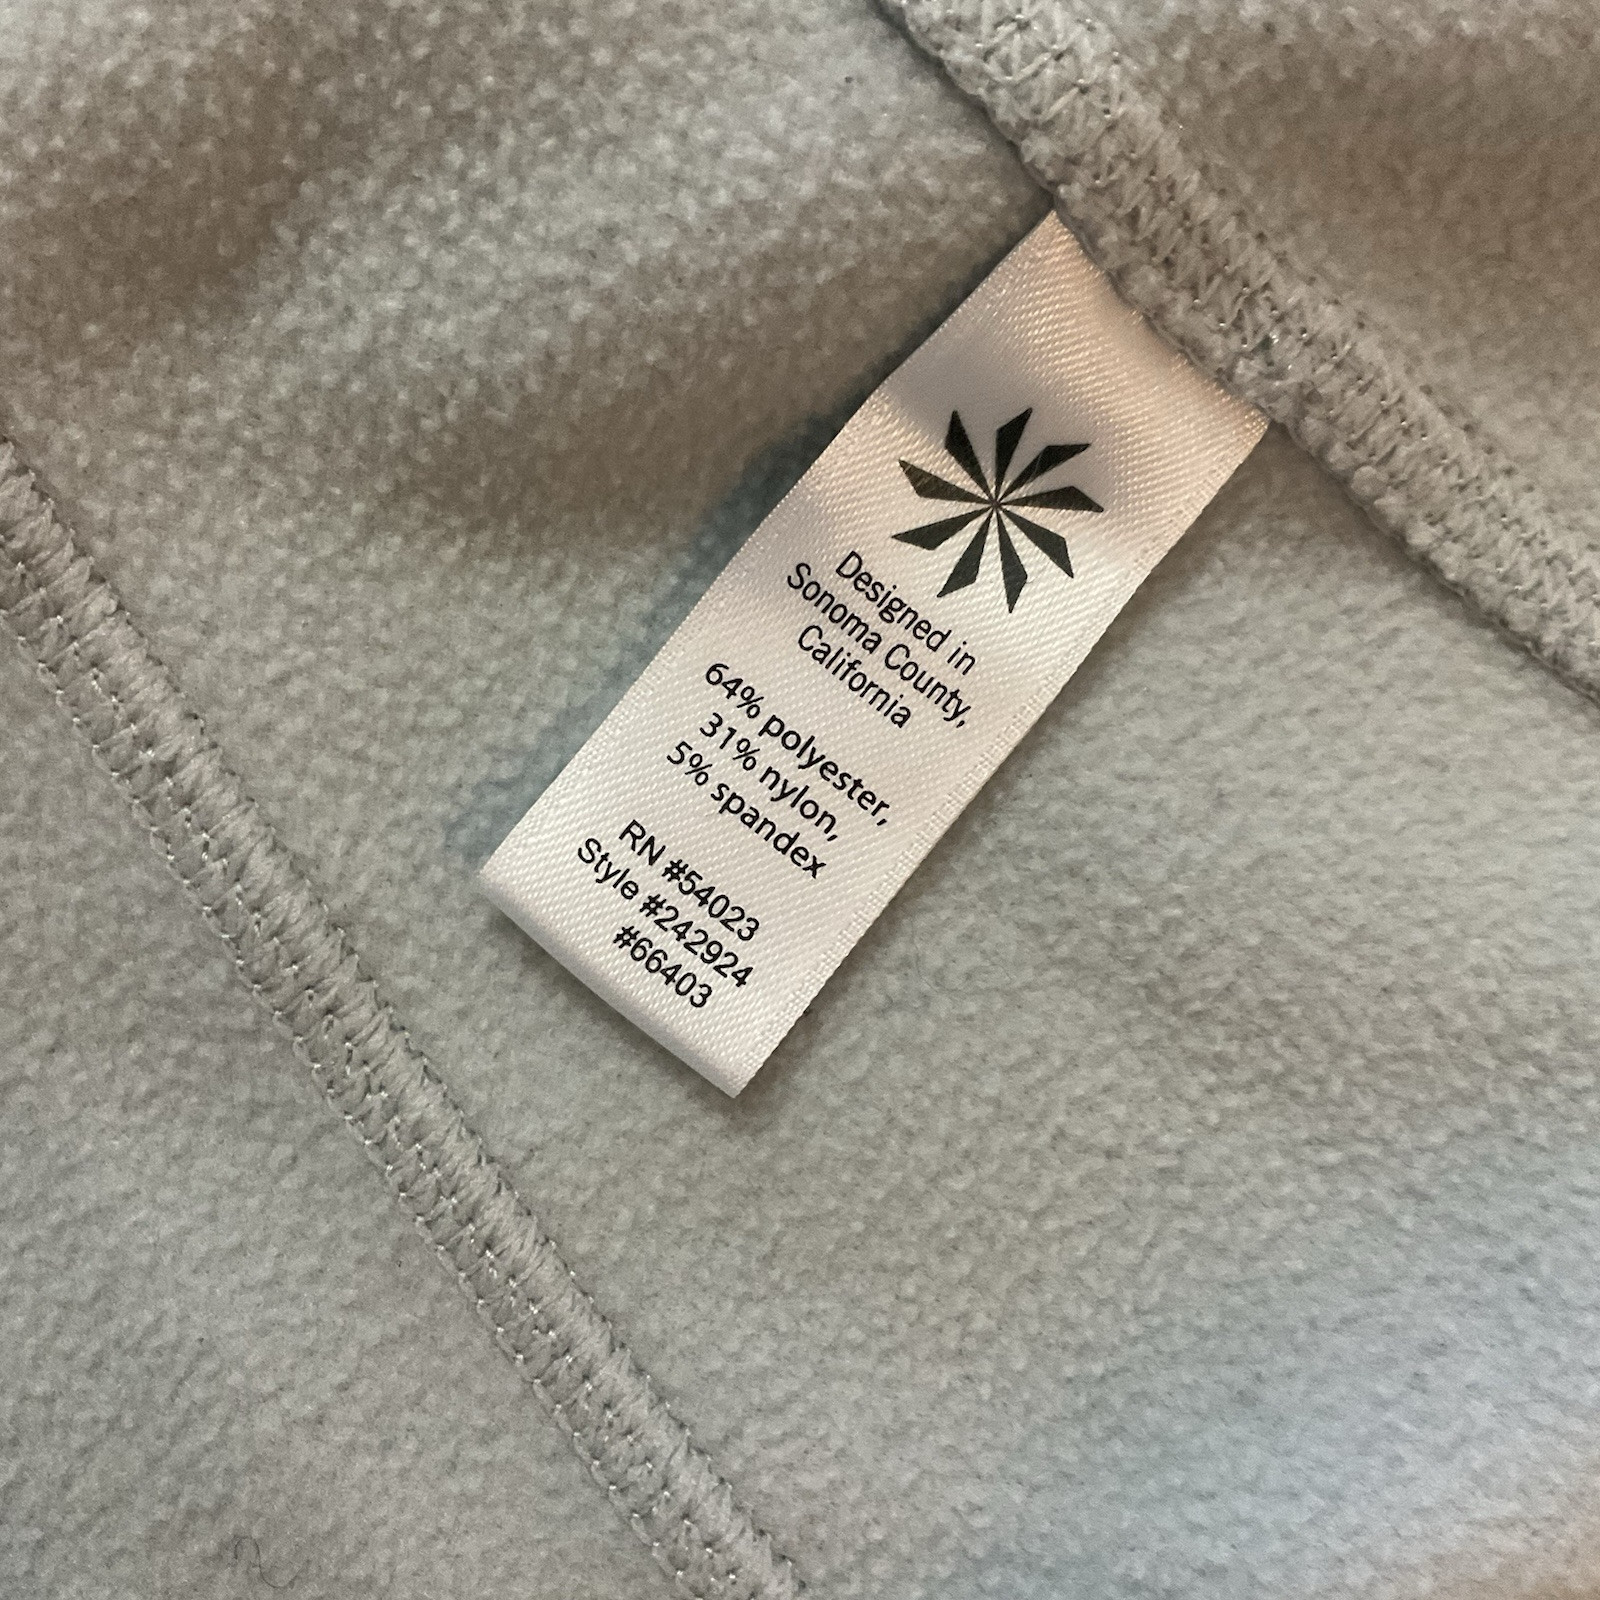 Designed in
Sonoma County,
California
64% polyester,
31% nylon,
5% spandex
RN #54023
Style #242924
#66403